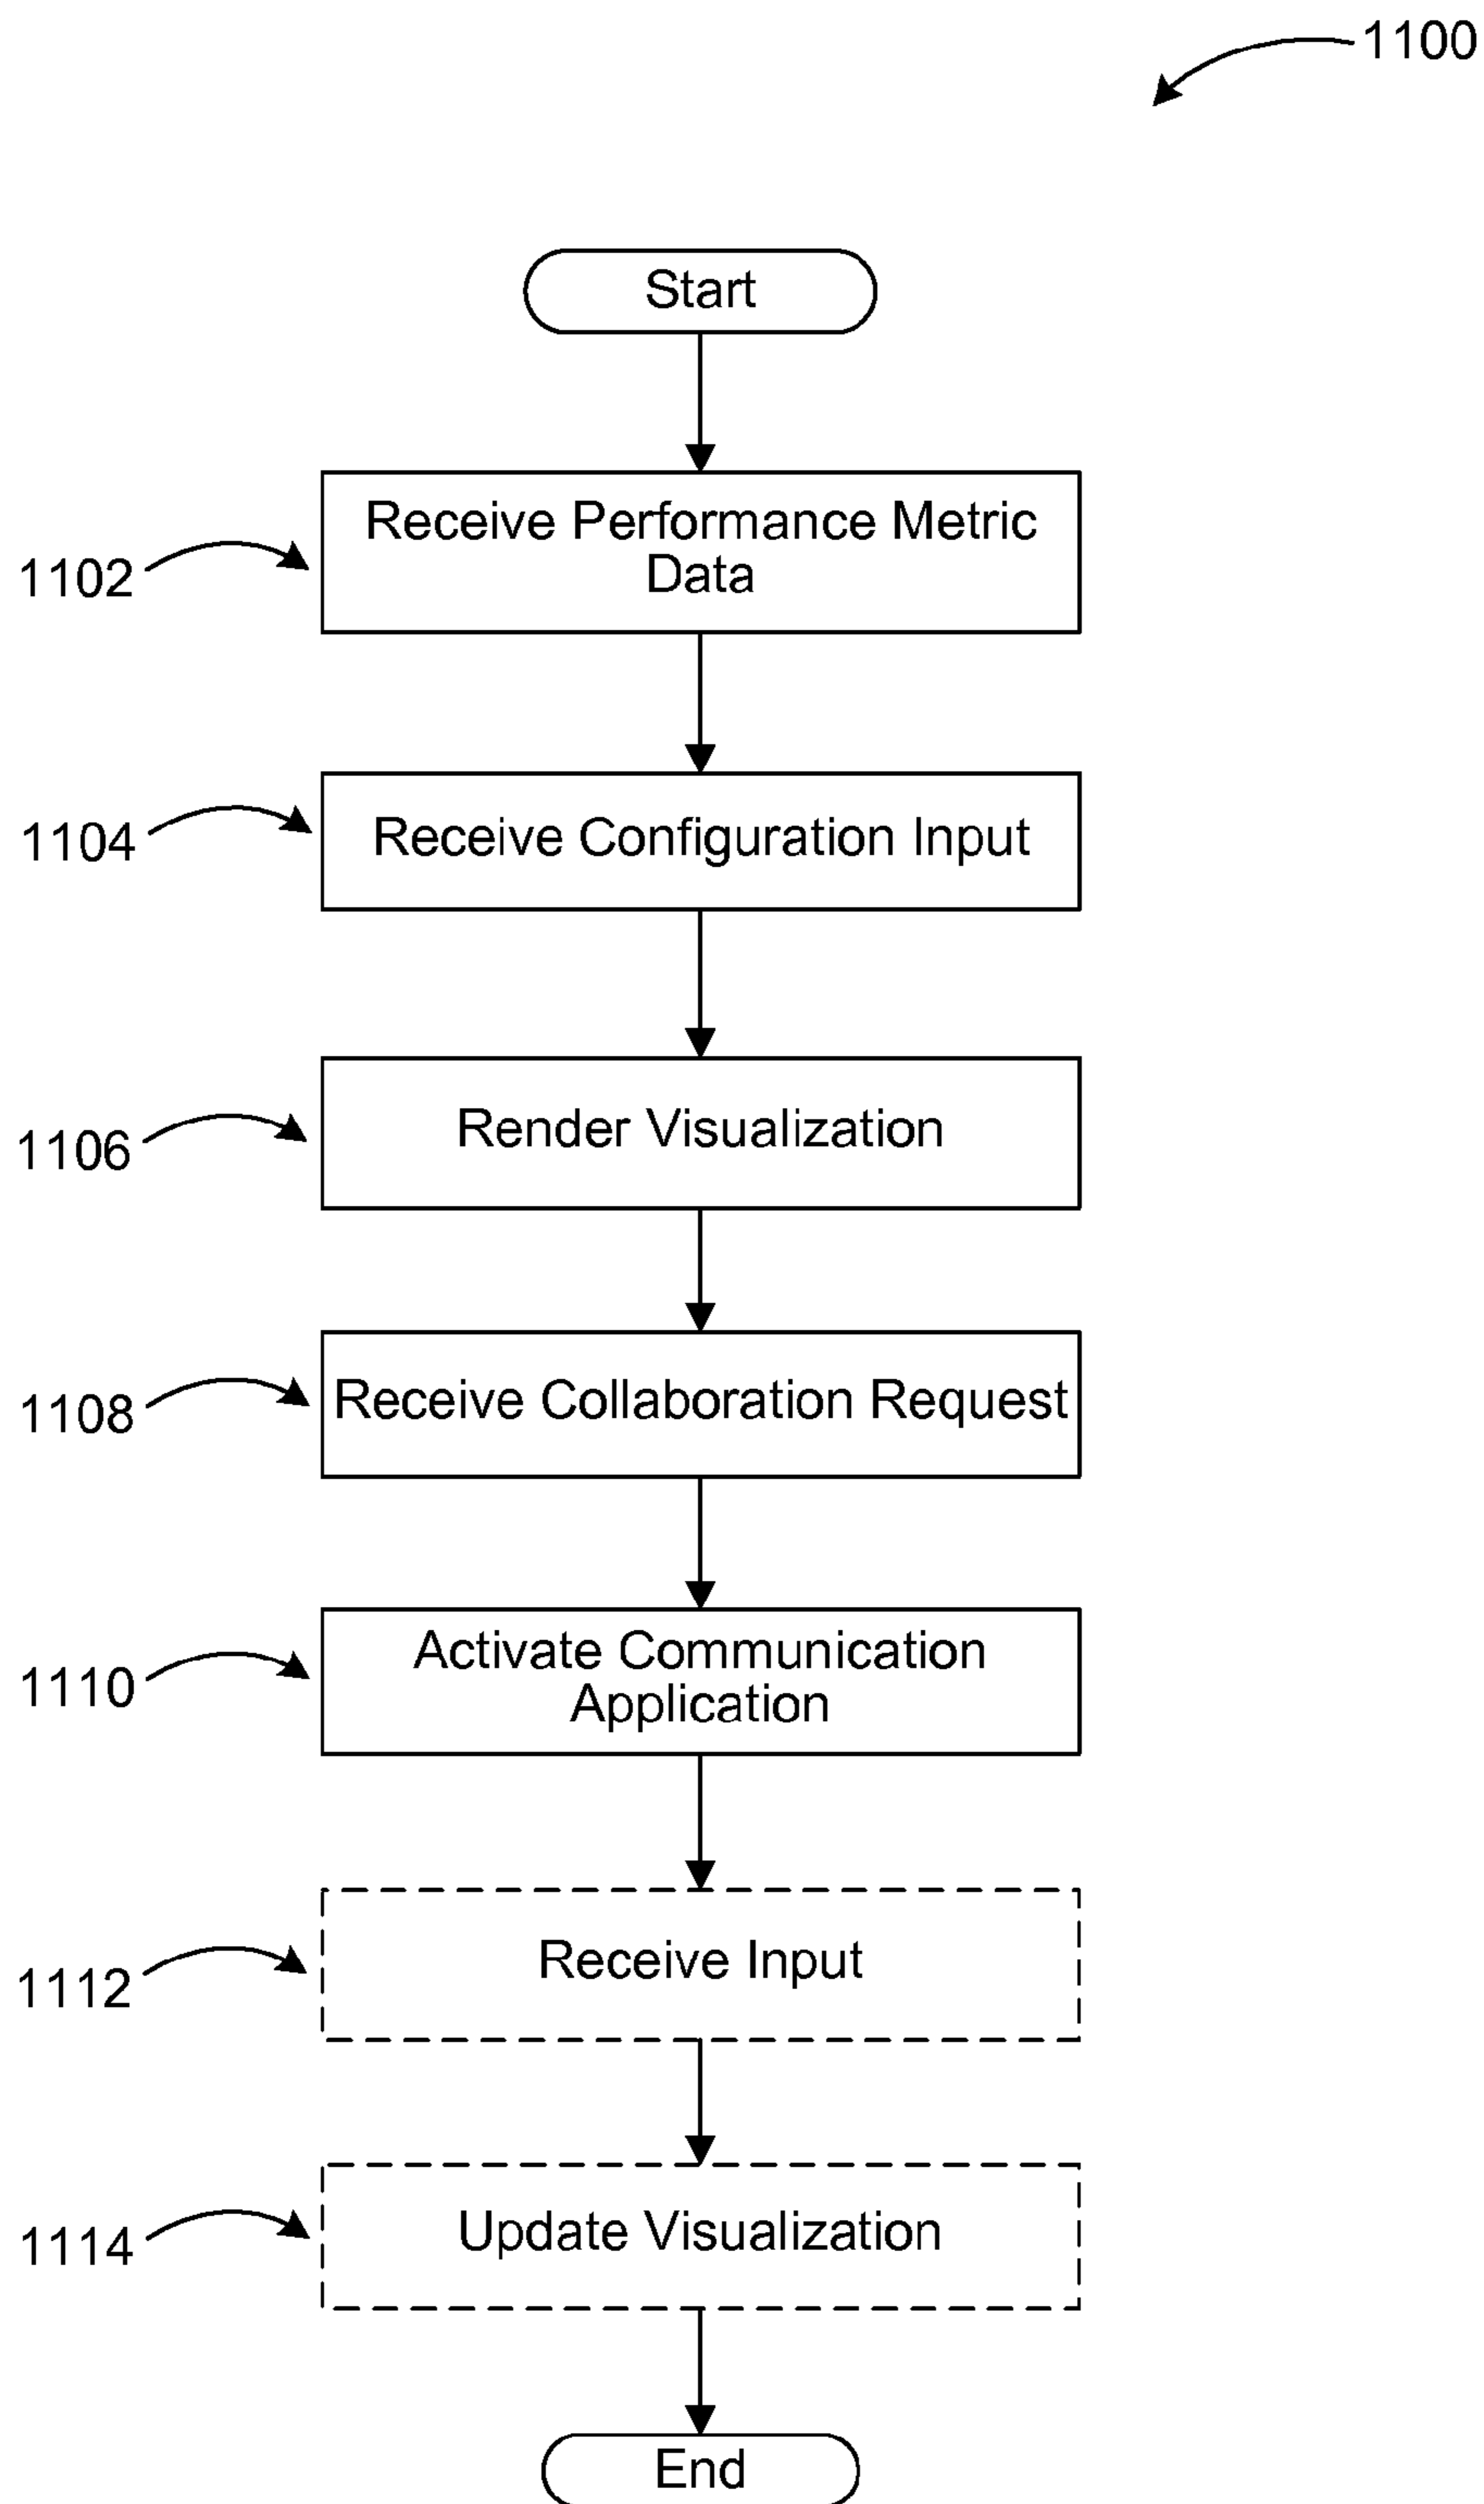 1100
Start
Receive Performance Metric
Data
1102
Receive Configuration Input
1104
Render Visualization
1106
Receive Collaboration Request
1108
Activate Communication
Application
1110
Receive Input
1112
Update Visualization
1114
End